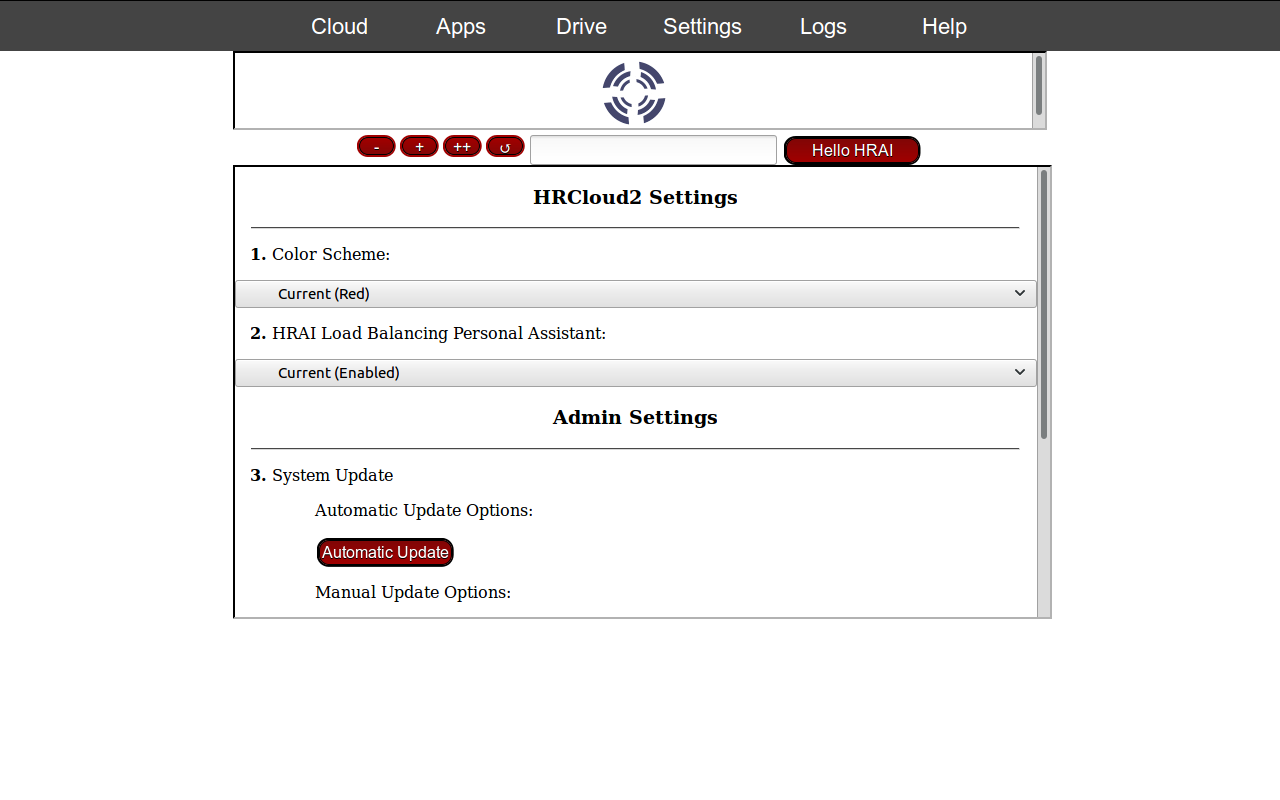 Cloud Apps Drive Settings Logs Help
- + ++ ↺ Hello HRAI
HRCloud2 Settings
1. Color Scheme:
Current (Red)
2. HRAI Load Balancing Personal Assistant:
Current (Enabled)
Admin Settings
3. System Update
Automatic Update Options:
Automatic Update
Manual Update Options: